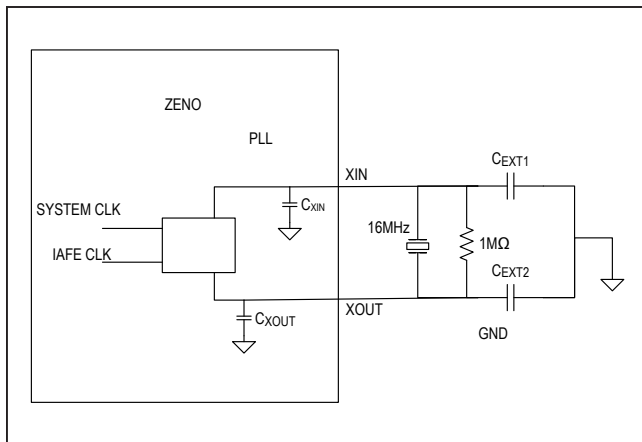 ZENO
PLL
XIN
CEXT1
CXIN
SYSTEM CLK
16MHz
1MΩ
IAFE CLK
CEXT2
XOUT
CXOUT
GND